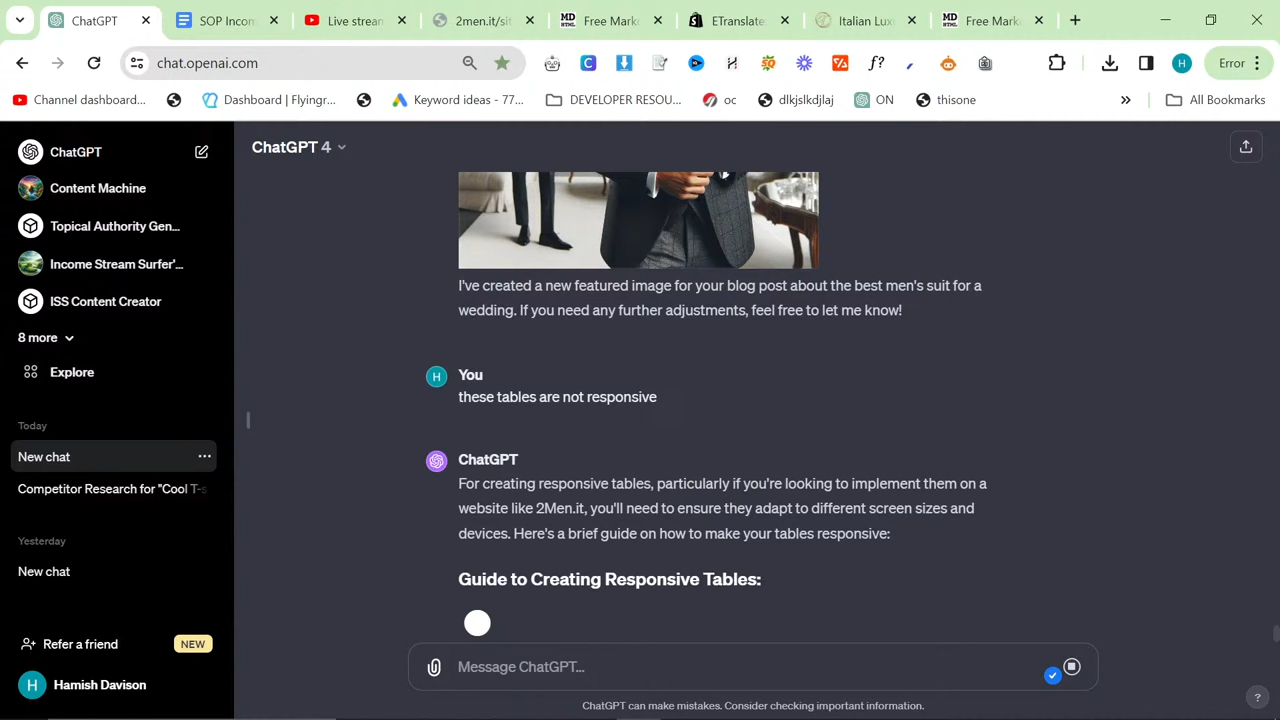 ChatGPT
SOP Incom
Live strean
2men.it/sit
Free Mark
ETranslate
Italian Lux
Free Mark
chat.openai.com
Error
Channel dashboard...
Dashboard | Flyingr...
Keyword ideas - 77...
DEVELOPER RESOU...
oc
dlkjslkdjlaj
ON
thisone
All Bookmarks
ChatGPT
Content Machine
Topical Authority Gen...
Income Stream Surfer'...
ISS Content Creator
8 more
Explore
Today
New chat
Competitor Research for "Cool T-s
Yesterday
New chat
Refer a friend
NEW
Hamish Davison
ChatGPT 4
I've created a new featured image for your blog post about the best men's suit for a
wedding. If you need any further adjustments, feel free to let me know!
H
You
these tables are not responsive
ChatGPT
For creating responsive tables, particularly if you're looking to implement them on a
website like 2Men.it, you'll need to ensure they adapt to different screen sizes and
devices. Here's a brief guide on how to make your tables responsive:
Guide to Creating Responsive Tables:
Message ChatGPT...
ChatGPT can make mistakes. Consider checking important information.
?